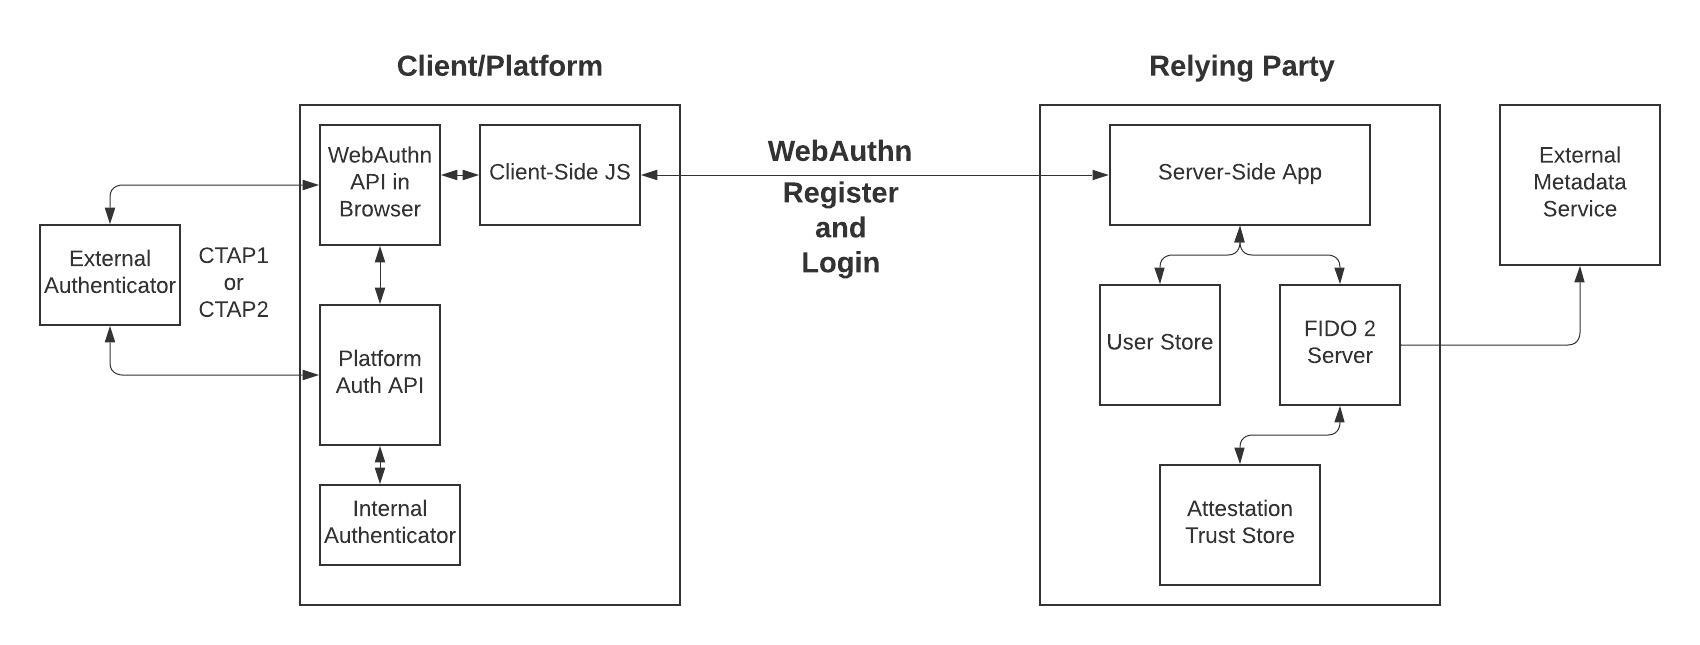 Client/Platform
Relying Party
WebAuthn
API in
Browser
Client-Side JS
WebAuthn
Register
and
Login
Server-Side App
External
Metadata
Service
External
Authenticator
CTAP1
or
CTAP2
Platform
Auth API
User Store
FIDO 2
Server
Internal
Authenticator
Attestation
Trust Store